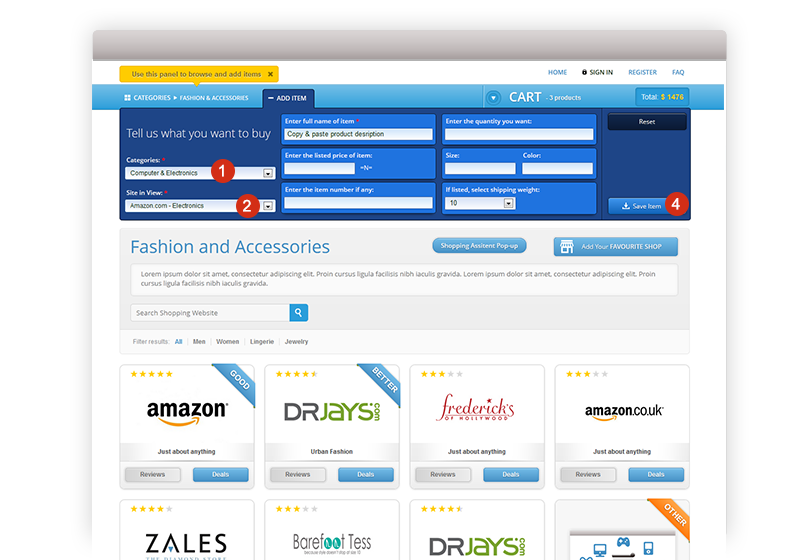 Use this panel to browse and add items ✖
HOME SIGN IN REGISTER FAQ
CATEGORIES ▸ FASHION & ACCESSORIES
ADD ITEM
CART - 3 products
Total: $ 1476
Tell us what you want to buy
Categories: *
Computer & Electronics
1
Site in View: *
Amazon.com - Electronics
2
Enter full name of item *
Copy & paste product desription
Enter the listed price of item:
=N=
Enter the item number if any:
Enter the quantity you want:
Size: Color:
If listed, select shipping weight:
10
Reset
Save Item
4
Fashion and Accessories
Shopping Assitent Pop-up
Add Your FAVOURITE SHOP
Lorem ipsum dolor sit amet, consectetur adipiscing elit. Proin cursus ligula facilisis nibh iaculis gravida. Lorem ipsum dolor sit amet, consectetur adipiscing elit. Proin
cursus ligula facilisis nibh iaculis gravida.
Search Shopping Website
Filter results: All | Men | Women | Lingerie | Jewelry
GOOD
amazon
Just about anything
Reviews Deals
BETTER
DRJAYS.com
Urban Fashion
Reviews Deals
frederick's
OF HOLLYWOOD
Just about anything
Reviews Deals
amazon.co.uk
Just about anything
Reviews Deals
ZALES
THE DIAMOND STORE
Barefoot Tess
because shoe doesn't stop at size 10
DRJAYS.com
OTHER